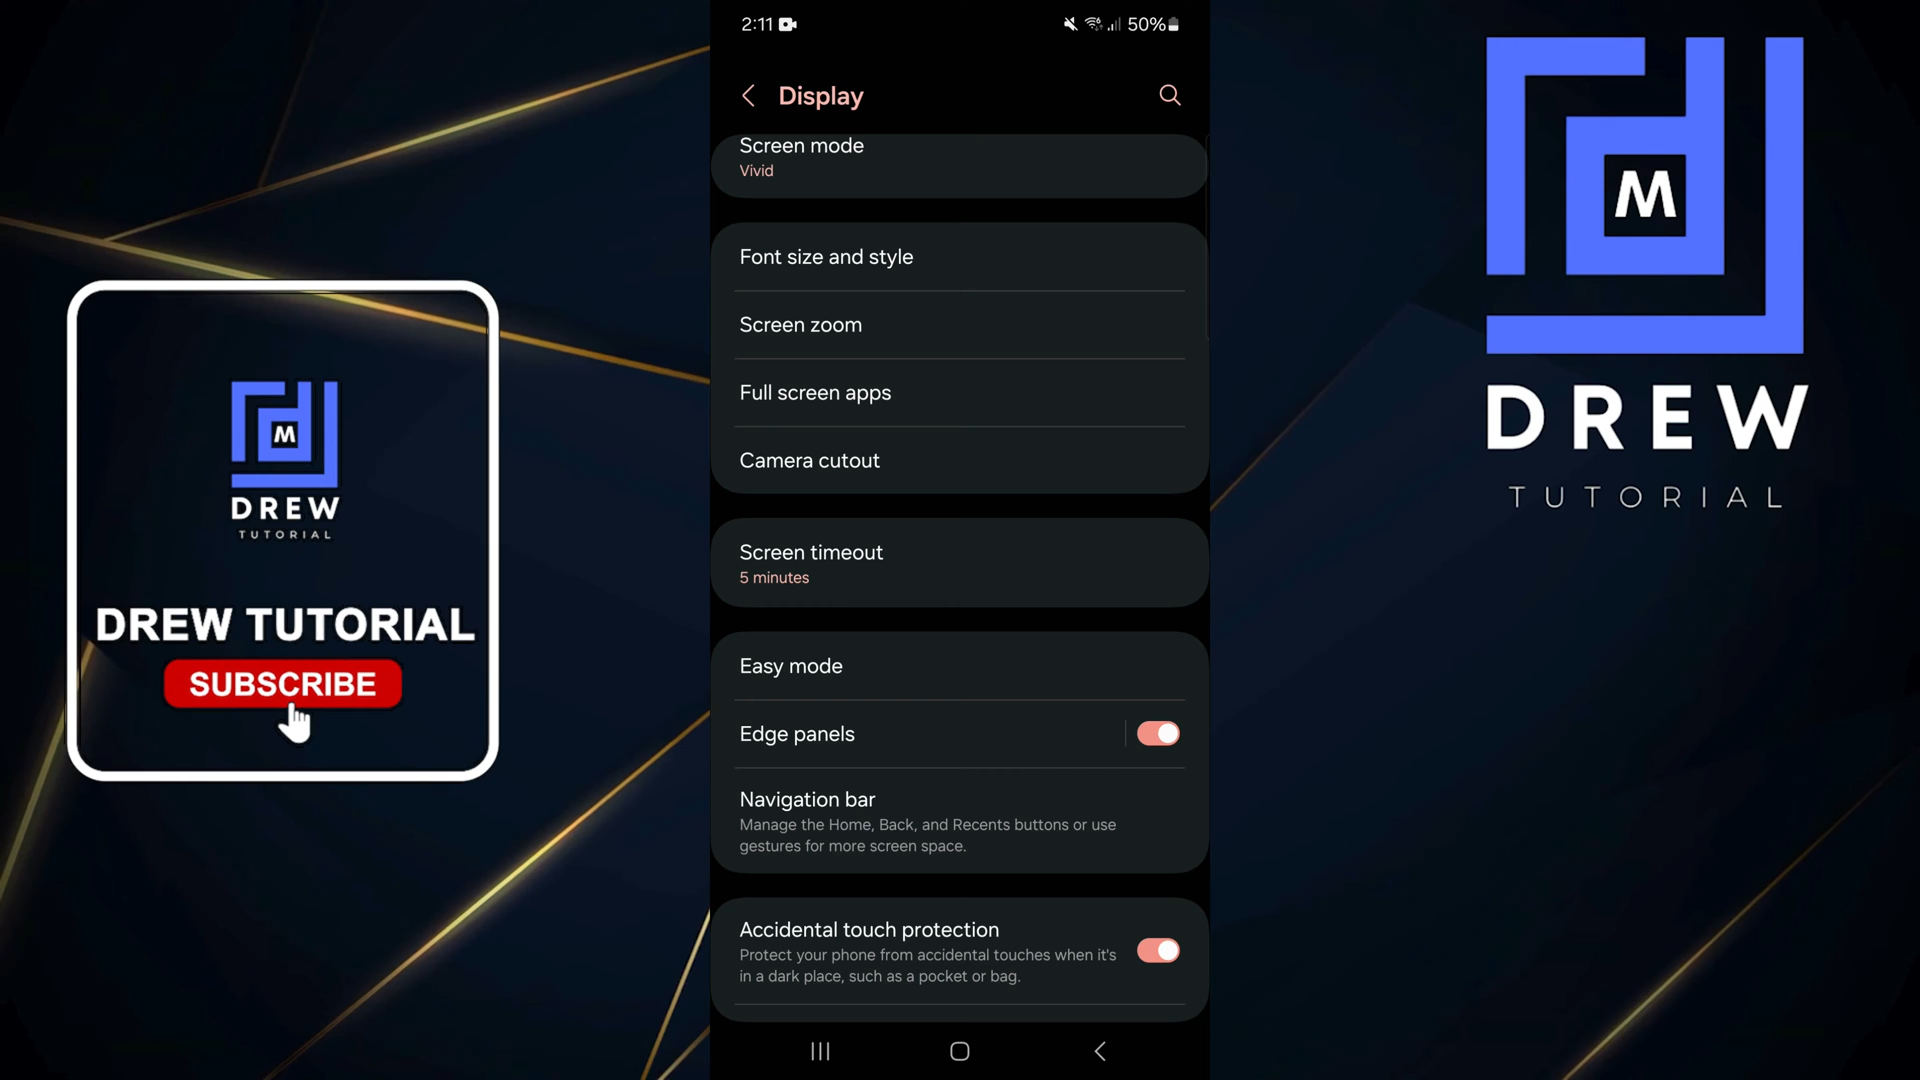 2:11
50%
Display
Screen mode
Vivid
Font size and style
Screen zoom
Full screen apps
Camera cutout
Screen timeout
5 minutes
Easy mode
Edge panels
Navigation bar
Manage the Home, Back, and Recents buttons or use
gestures for more screen space.
Accidental touch protection
Protect your phone from accidental touches when it's
in a dark place, such as a pocket or bag.
M
DREW
TUTORIAL
DREW TUTORIAL
SUBSCRIBE
M
DREW
TUTORIAL